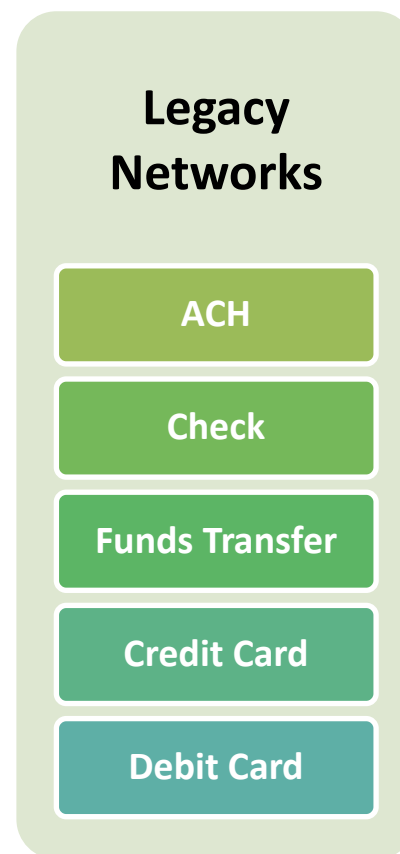 Legacy
Networks
ACH
Check
Funds Transfer
Credit Card
Debit Card